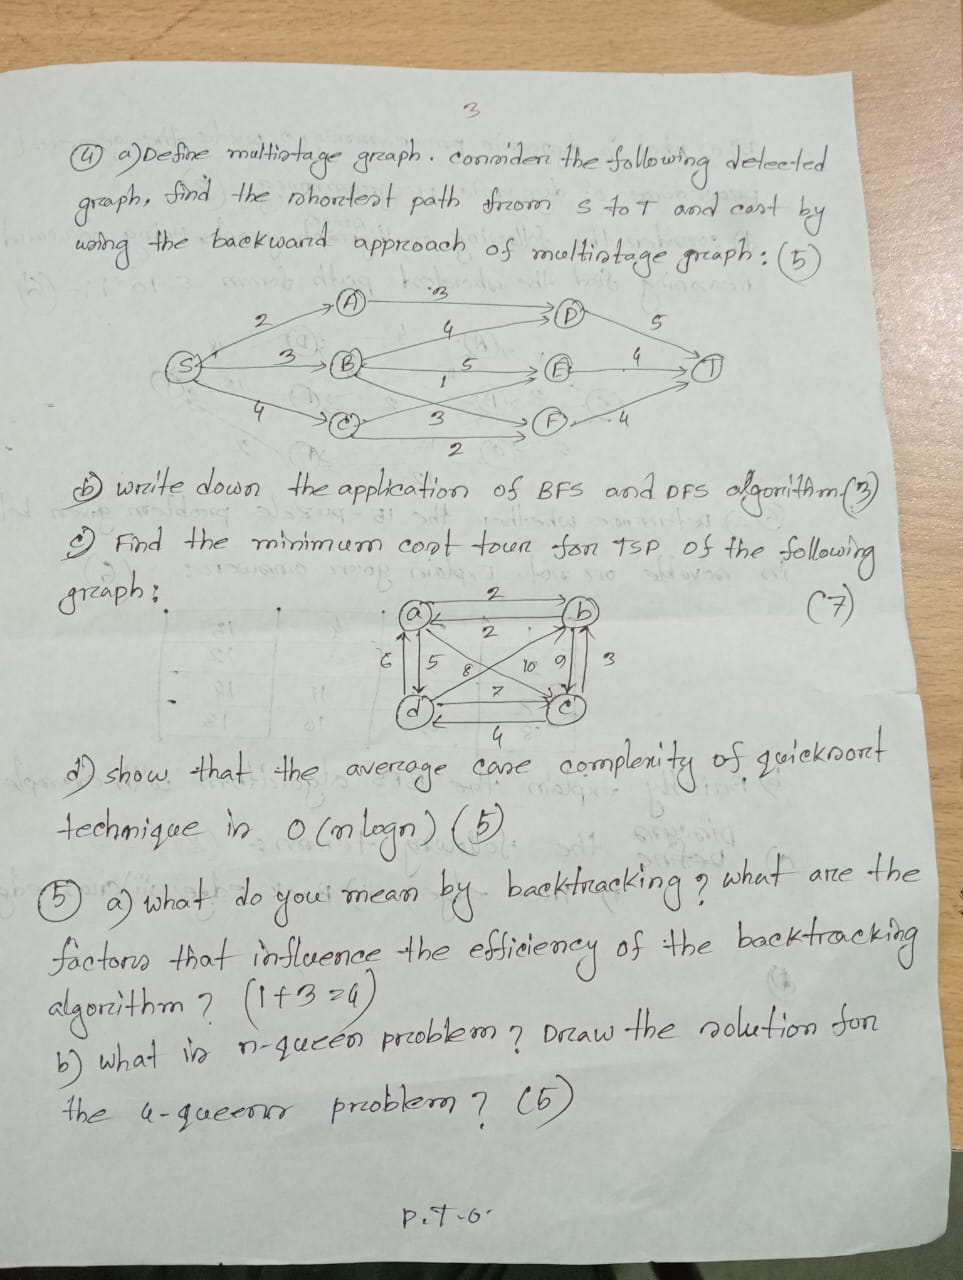 3
④ a) Define multistage graph. consider the following detected
graph, find the shortest path from s to T and cost by
using the backward approach of multistage graph: (5)
A 3 D
2 4 5
S 3 B 5 E 4 T
1
4 C 3 F 4
2
b) write down the application of BFS and DFS algorithm (3)
c) Find the minimum cost tour for TSP of the following
graph: (7)
a 2 b
2
6 5 8 10 9 3
7
d c
4
d) show that the average case complexity of quicksort
technique is O(n logn) (5)
⑤ a) what do you mean by backtracking? what are the
factors that influence the efficiency of the backtracking
algorithm? (1+3=4)
b) what is n-queen problem? Draw the solution for
the 4-queens problem? (5)
P.T.O.